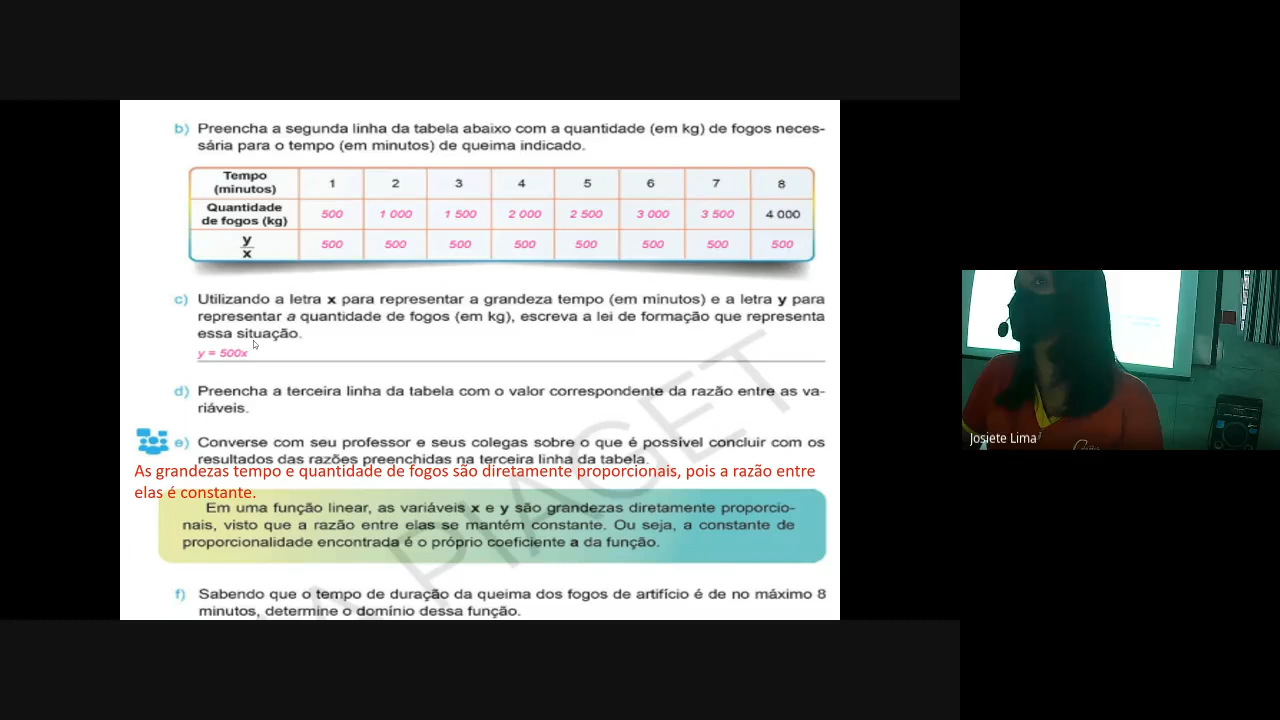 b) Preencha a segunda linha da tabela abaixo com a quantidade (em kg) de fogos neces-
sária para o tempo (em minutos) de queima indicado.
Tempo (minutos) 1 2 3 4 5 6 7 8
Quantidade de fogos (kg) 500 1 000 1 500 2 000 2 500 3 000 3 500 4 000
y/x 500 500 500 500 500 500 500 500
c) Utilizando a letra x para representar a grandeza tempo (em minutos) e a letra y para
representar a quantidade de fogos (em kg), escreva a lei de formação que representa
essa situação.
y = 500x
d) Preencha a terceira linha da tabela com o valor correspondente da razão entre as va-
riáveis.
e) Converse com seu professor e seus colegas sobre o que é possível concluir com os
resultados das razões preenchidas na terceira linha da tabela.
As grandezas tempo e quantidade de fogos são diretamente proporcionais, pois a razão entre
elas é constante.
Em uma função linear, as variáveis x e y são grandezas diretamente proporcio-
nais, visto que a razão entre elas se mantém constante. Ou seja, a constante de
proporcionalidade encontrada é o próprio coeficiente a da função.
f) Sabendo que o tempo de duração da queima dos fogos de artifício é de no máximo 8
minutos, determine o domínio dessa função.
A PIAGET
Josiete Lima